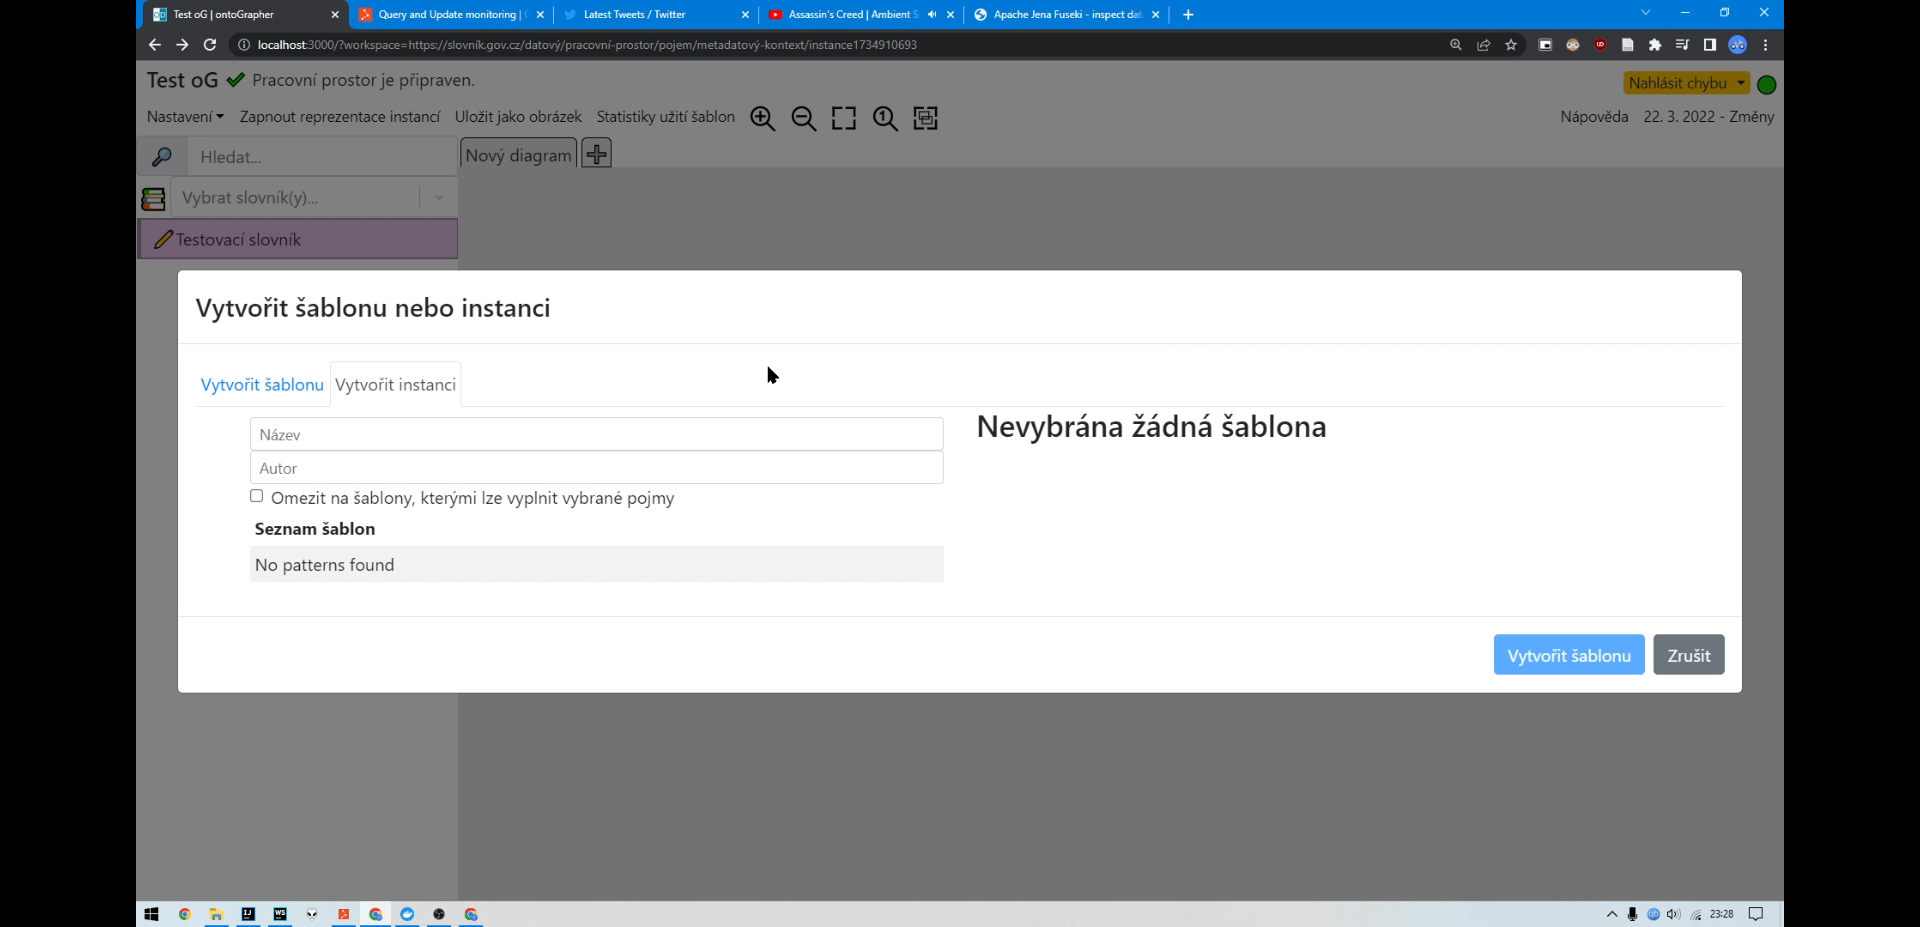 Test oG | ontoGrapher
Query and Update monitoring |
Latest Tweets / Twitter
Assassin's Creed | Ambient S
Apache Jena Fuseki - inspect dat
localhost:3000/?workspace=https://slovník.gov.cz/datový/pracovní-prostor/pojem/metadatový-kontext/instance1734910693
Test oG Pracovní prostor je připraven.
Nahlásit chybu
Nastavení Zapnout reprezentace instancí Uložit jako obrázek Statistiky užití šablon
Nápověda 22. 3. 2022 - Změny
Hledat...
Nový diagram
Vybrat slovník(y)...
Testovací slovník
Vytvořit šablonu nebo instanci
Vytvořit šablonu Vytvořit instanci
Název
Nevybrána žádná šablona
Autor
Omezit na šablony, kterými lze vyplnit vybrané pojmy
Seznam šablon
No patterns found
Vytvořit šablonu Zrušit
23:28